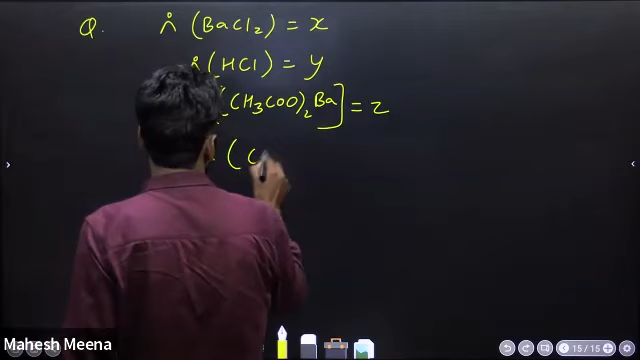 Q. λ° (BaCl₂) = x
λ° (HCl) = y
[(CH₃COO)₂Ba] = z
( C
Mahesh Meena
15/15